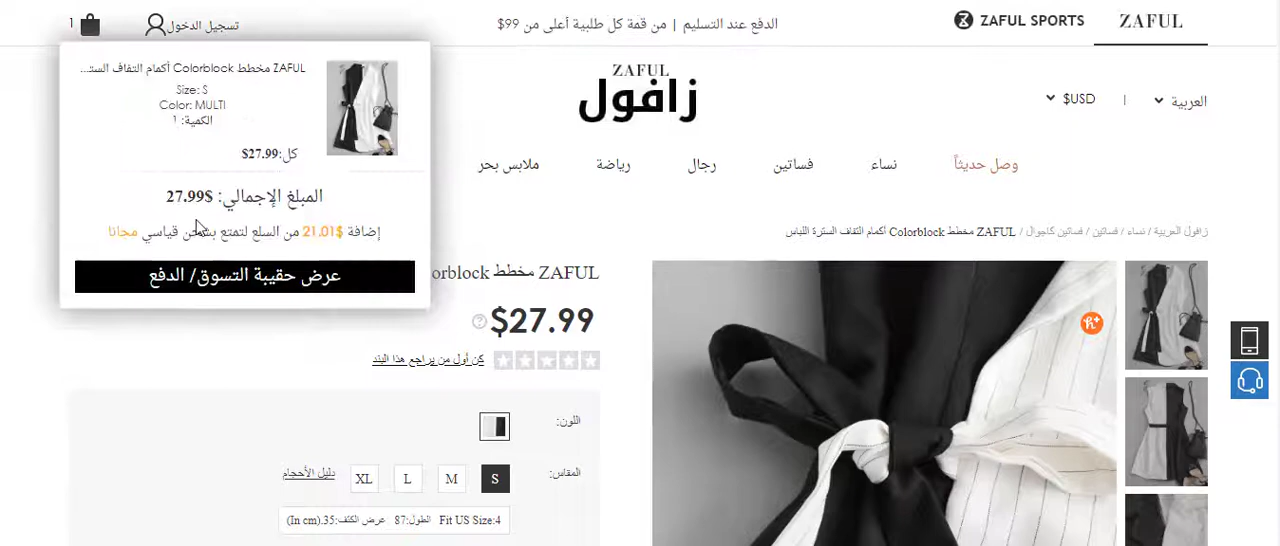 ZAFUL
ZAFUL SPORTS
الدفع عند التسليم | من قمة كل طلبية أعلى من 99$
تسجيل الدخول
1
ZAFUL
زافول
العربية
|
$USD
وصل حديثاً
نساء
فساتين
رجال
رياضة
ملابس بحر
ZAFUL مخطط Colorblock أكمام التفاف الستر...
Size: S
Color: MULTI
الكمية: 1
كل: $27.99
المبلغ الإجمالي: $27.99
إضافة $21.01 من السلع لتمتع بشحن قياسي مجانا
عرض حقيبة التسوق/ الدفع
زافول العربية / نساء / فساتين / فساتين كاجوال / ZAFUL مخطط Colorblock أكمام التفاف السترة اللباس
ZAFUL مخطط orblock
$27.99 ?
كن أول من يراجع هذا البند
اللون:
المقاس:
S
M
L
XL
دليل الأحجام
Fit US Size:4 الطول:87 عرض الكتف:35.(In cm)